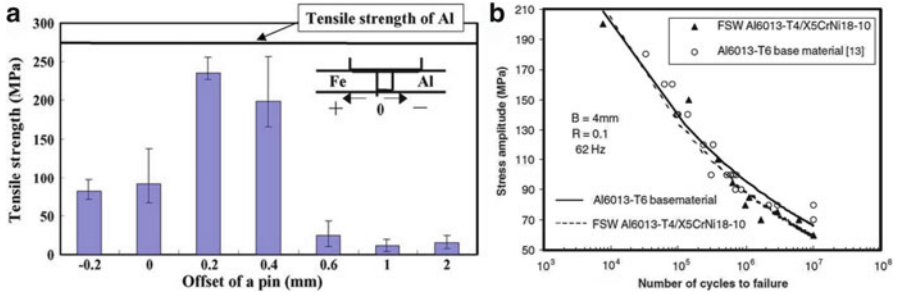 a
Tensile strength of Al
300
250
200
150
100
50
0
Tensile strength (MPa)
Fe
Al
+
0
−
-0.2
0
0.2
0.4
0.6
1
2
Offset of a pin (mm)
b
210
190
170
150
130
110
90
70
50
Stress amplitude (MPa)
▲ FSW Al6013-T4/X5CrNi18-10
○ Al6013-T6 base material [13]
B = 4mm
R = 0.1
62 Hz
Al6013-T6 basematerial
FSW Al6013-T4/X5CrNi18-10
10³
10⁴
10⁵
10⁶
10⁷
10⁸
Number of cycles to failure